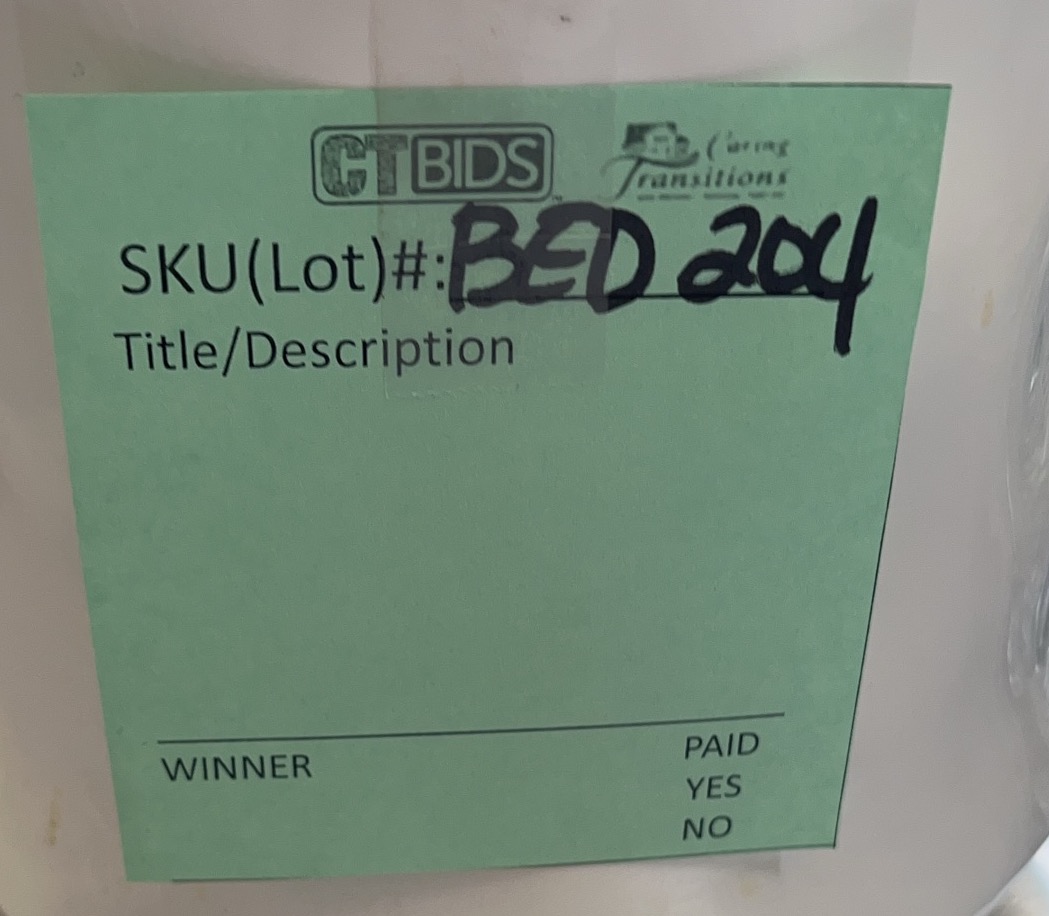 CTBIDS Caring
Transitions
SKU(Lot)#: BED 204
Title/Description
WINNER PAID
YES
NO